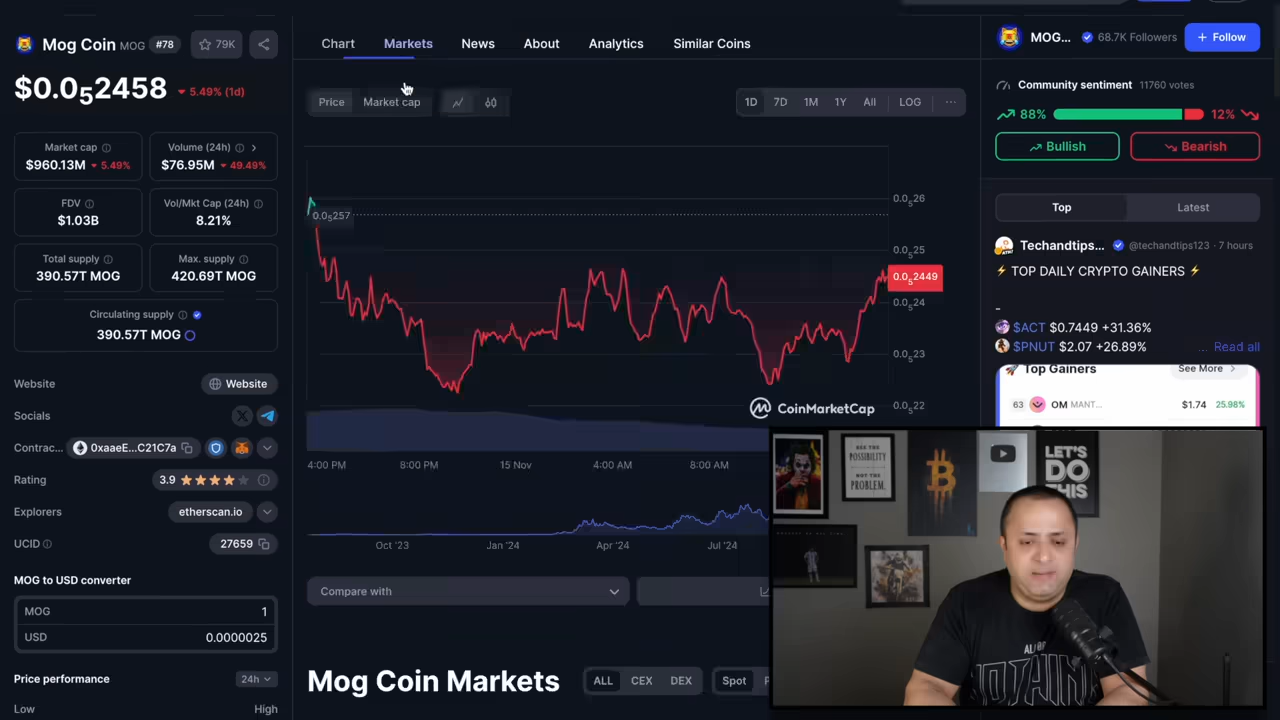 Mog Coin MOG #78 79K
$0.0₅2458 5.49% (1d)
Market cap
$960.13M 5.49%
Volume (24h)
$76.95M 49.49%
FDV
$1.03B
Vol/Mkt Cap (24h)
8.21%
Total supply
390.57T MOG
Max. supply
420.69T MOG
Circulating supply
390.57T MOG
Website Website
Socials
Contrac... 0xaaeE...C21C7a
Rating 3.9
Explorers etherscan.io
UCID 27659
MOG to USD converter
MOG 1
USD 0.0000025
Price performance 24h
Low High
Chart Markets News About Analytics Similar Coins
Price Market cap
1D 7D 1M 1Y All LOG ...
0.0₅257
0.0₅26
0.0₅25
0.0₅2449
0.0₅24
0.0₅23
0.0₅22
CoinMarketCap
4:00 PM 8:00 PM 15 Nov 4:00 AM 8:00 AM
Oct '23 Jan '24 Apr '24 Jul '24
Compare with
Mog Coin Markets ALL CEX DEX Spot
MOG... 68.7K Followers + Follow
Community sentiment 11760 votes
88% 12%
Bullish Bearish
Top Latest
Techandtips... @techandtips123 · 7 hours
⚡ TOP DAILY CRYPTO GAINERS ⚡
-
$ACT $0.7449 +31.36%
$PNUT $2.07 +26.89% ... Read all
🚀 Top Gainers See More
63 OM MANT... $1.74 25.98%
SEE THE
POSSIBILITY
NOT THE
PROBLEM.
LET'S
DO
THIS